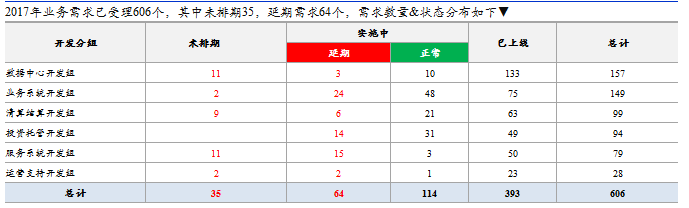 2017年业务需求已受理606个，其中未排期35，延期需求64个，需求数量&状态分布如下▼
开发分组 未排期 实施中 已上线 总计
延期 正常
数据中心开发组 11 3 10 133 157
业务系统开发组 2 24 48 75 149
清算结算开发组 9 6 21 63 99
投资托管开发组 14 31 49 94
服务系统开发组 11 15 3 50 79
运营支持开发组 2 2 1 23 28
总计 35 64 114 393 606